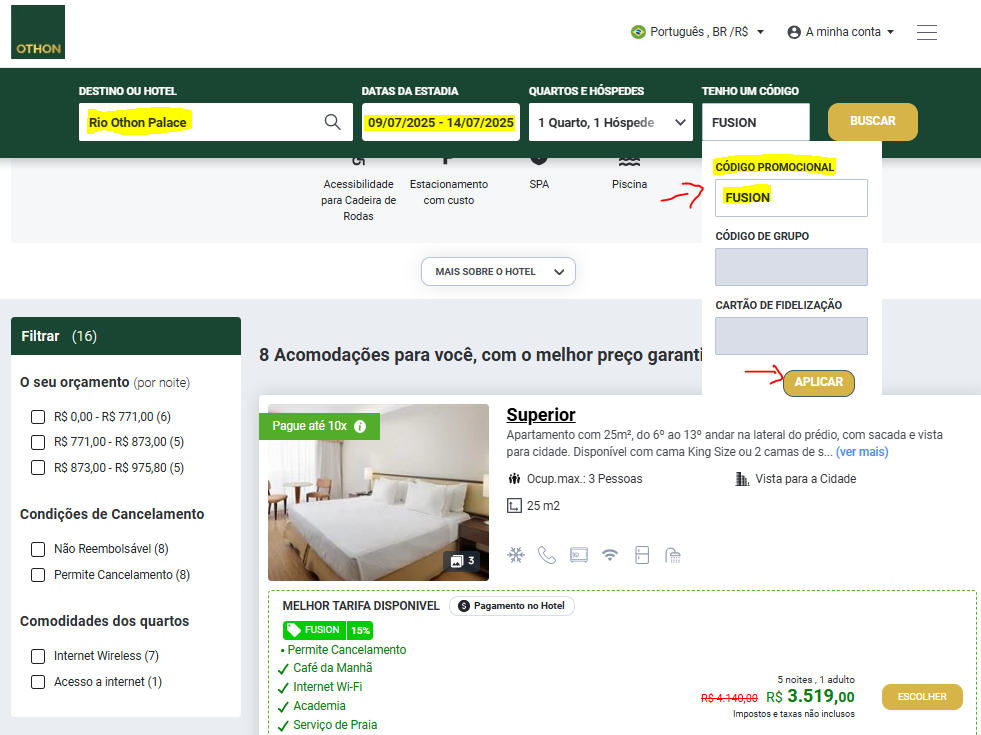 OTHON
Português , BR /R$
A minha conta
DESTINO OU HOTEL
DATAS DA ESTADIA
QUARTOS E HÓSPEDES
TENHO UM CÓDIGO
Rio Othon Palace
09/07/2025 - 14/07/2025
1 Quarto, 1 Hóspede
FUSION
BUSCAR
Acessibilidade
para Cadeira de
Rodas
Estacionamento
com custo
SPA
Piscina
CÓDIGO PROMOCIONAL
FUSION
CÓDIGO DE GRUPO
CARTÃO DE FIDELIZAÇÃO
APLICAR
MAIS SOBRE O HOTEL
Filtrar (16)
O seu orçamento (por noite)
R$ 0,00 - R$ 771,00 (6)
R$ 771,00 - R$ 873,00 (5)
R$ 873,00 - R$ 975,80 (5)
Condições de Cancelamento
Não Reembolsável (8)
Permite Cancelamento (8)
Comodidades dos quartos
Internet Wireless (7)
Acesso a internet (1)
8 Acomodações para você, com o melhor preço garanti
Pague até 10x
3
Superior
Apartamento com 25m², do 6º ao 13º andar na lateral do prédio, com sacada e vista
para cidade. Disponível com cama King Size ou 2 camas de s... (ver mais)
Ocup.max.: 3 Pessoas
Vista para a Cidade
25 m2
MELHOR TARIFA DISPONIVEL
Pagamento no Hotel
FUSION 15%
• Permite Cancelamento
Café da Manhã
Internet Wi-Fi
Academia
Serviço de Praia
5 noites , 1 adulto
R$ 4.140,00 R$ 3.519,00
Impostos e taxas não inclusos
ESCOLHER